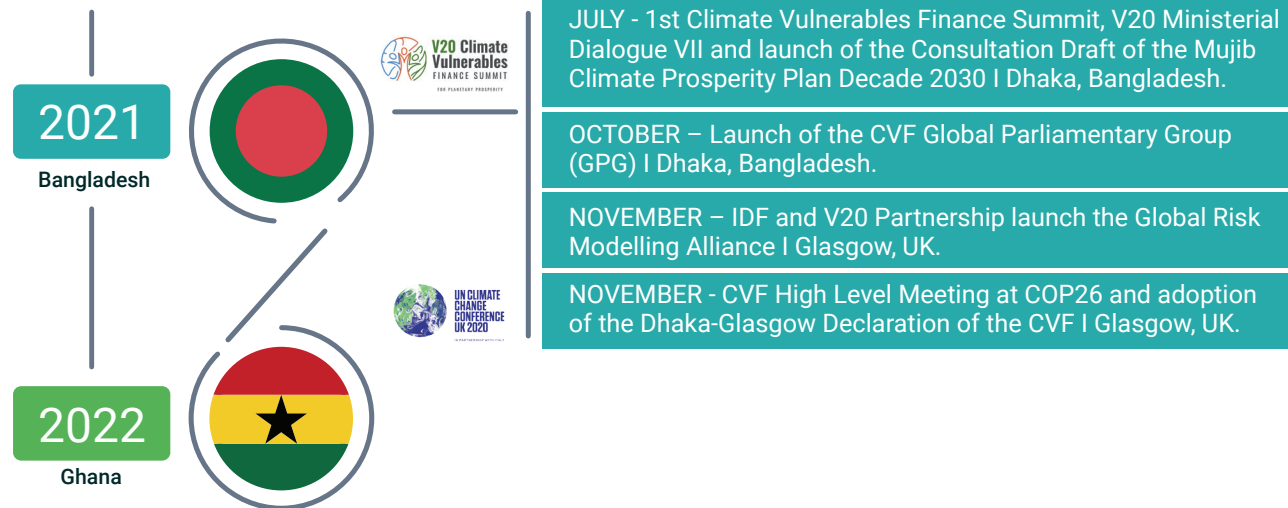 2021
Bangladesh
V20 Climate
Vulnerables
FINANCE SUMMIT
FOR PLANETARY PROSPERITY
JULY - 1st Climate Vulnerables Finance Summit, V20 Ministerial
Dialogue VII and launch of the Consultation Draft of the Mujib
Climate Prosperity Plan Decade 2030 I Dhaka, Bangladesh.
OCTOBER – Launch of the CVF Global Parliamentary Group
(GPG) I Dhaka, Bangladesh.
NOVEMBER – IDF and V20 Partnership launch the Global Risk
Modelling Alliance I Glasgow, UK.
UN CLIMATE
CHANGE
CONFERENCE
UK 2020
IN PARTNERSHIP WITH ITALY
NOVEMBER - CVF High Level Meeting at COP26 and adoption
of the Dhaka-Glasgow Declaration of the CVF I Glasgow, UK.
2022
Ghana